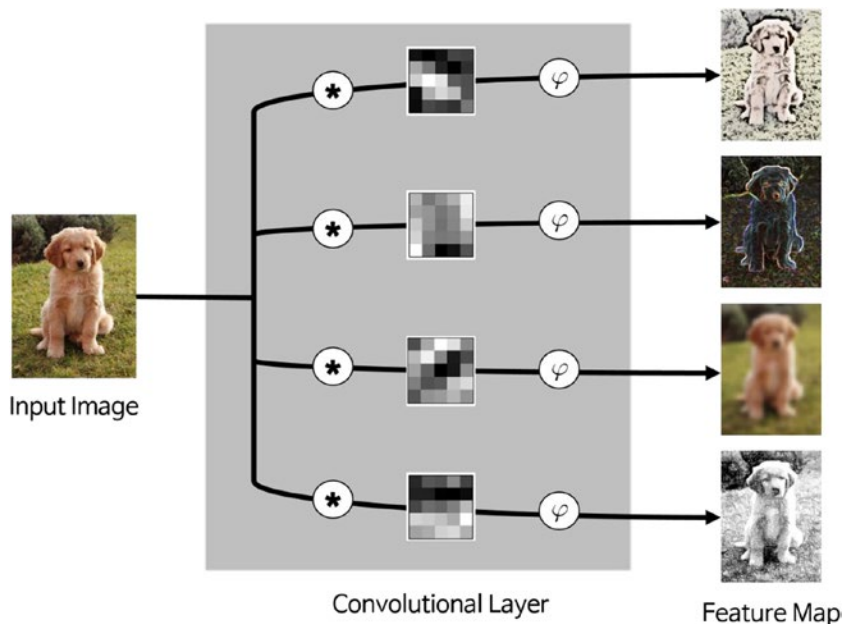 *
φ
*
φ
*
φ
*
φ
Input Image
Convolutional Layer
Feature Map